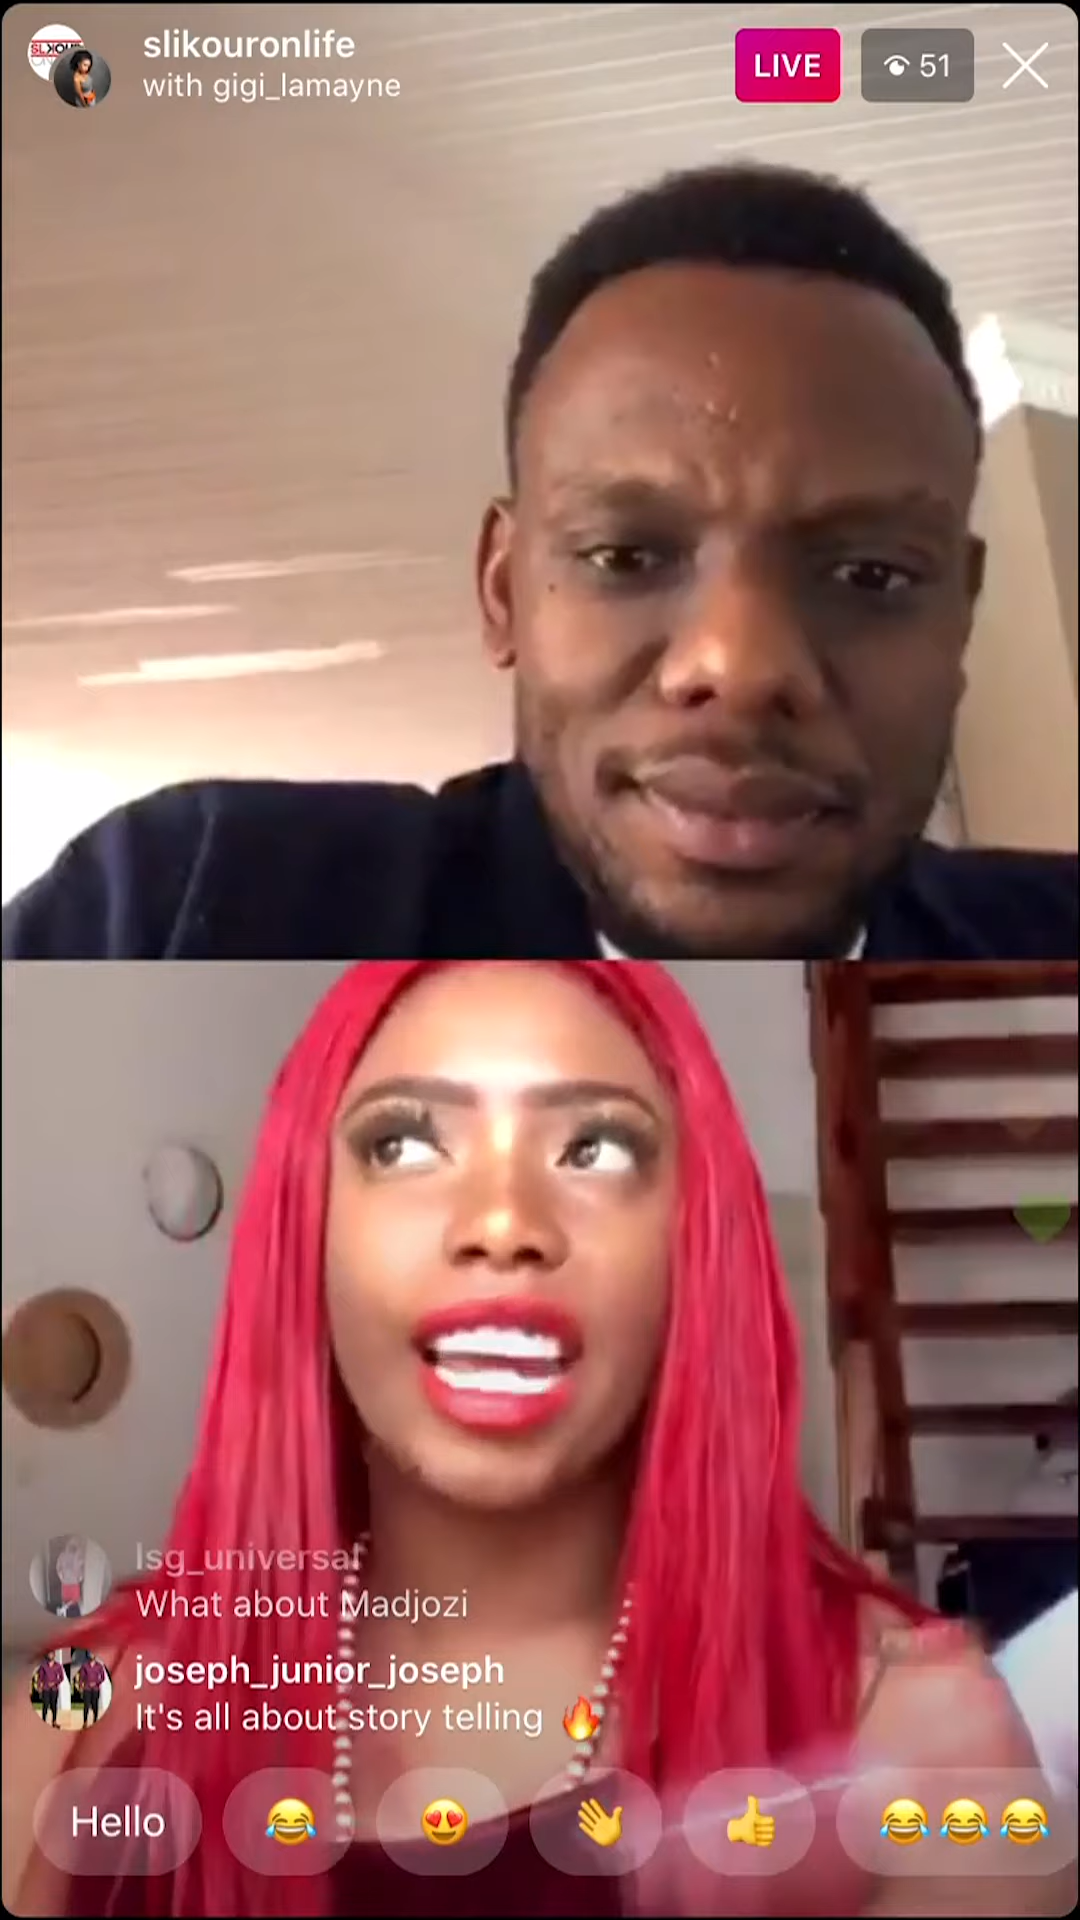 slikouronlife
with gigi_lamayne
LIVE
51
lsg_universal
What about Madjozi
joseph_junior_joseph
It's all about story telling 🔥
Hello
😂
😍
👋
👍
😂😂😂